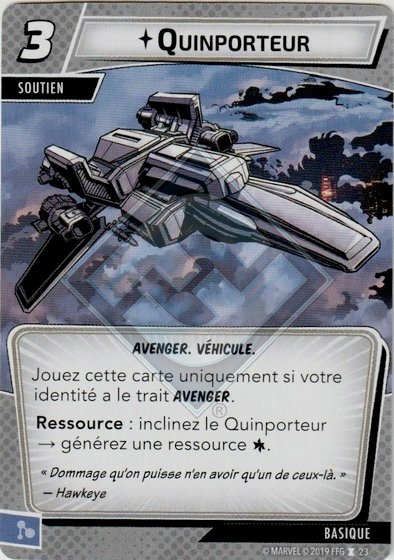 3
Quinporteur
SOUTIEN
AVENGER. VÉHICULE.
Jouez cette carte uniquement si votre
identité a le trait AVENGER.
Ressource : inclinez le Quinporteur
→ générez une ressource ✶.
« Dommage qu'on puisse n'en avoir qu'un de ceux-là. »
— Hawkeye
BASIQUE
© MARVEL © 2019 FFG 23